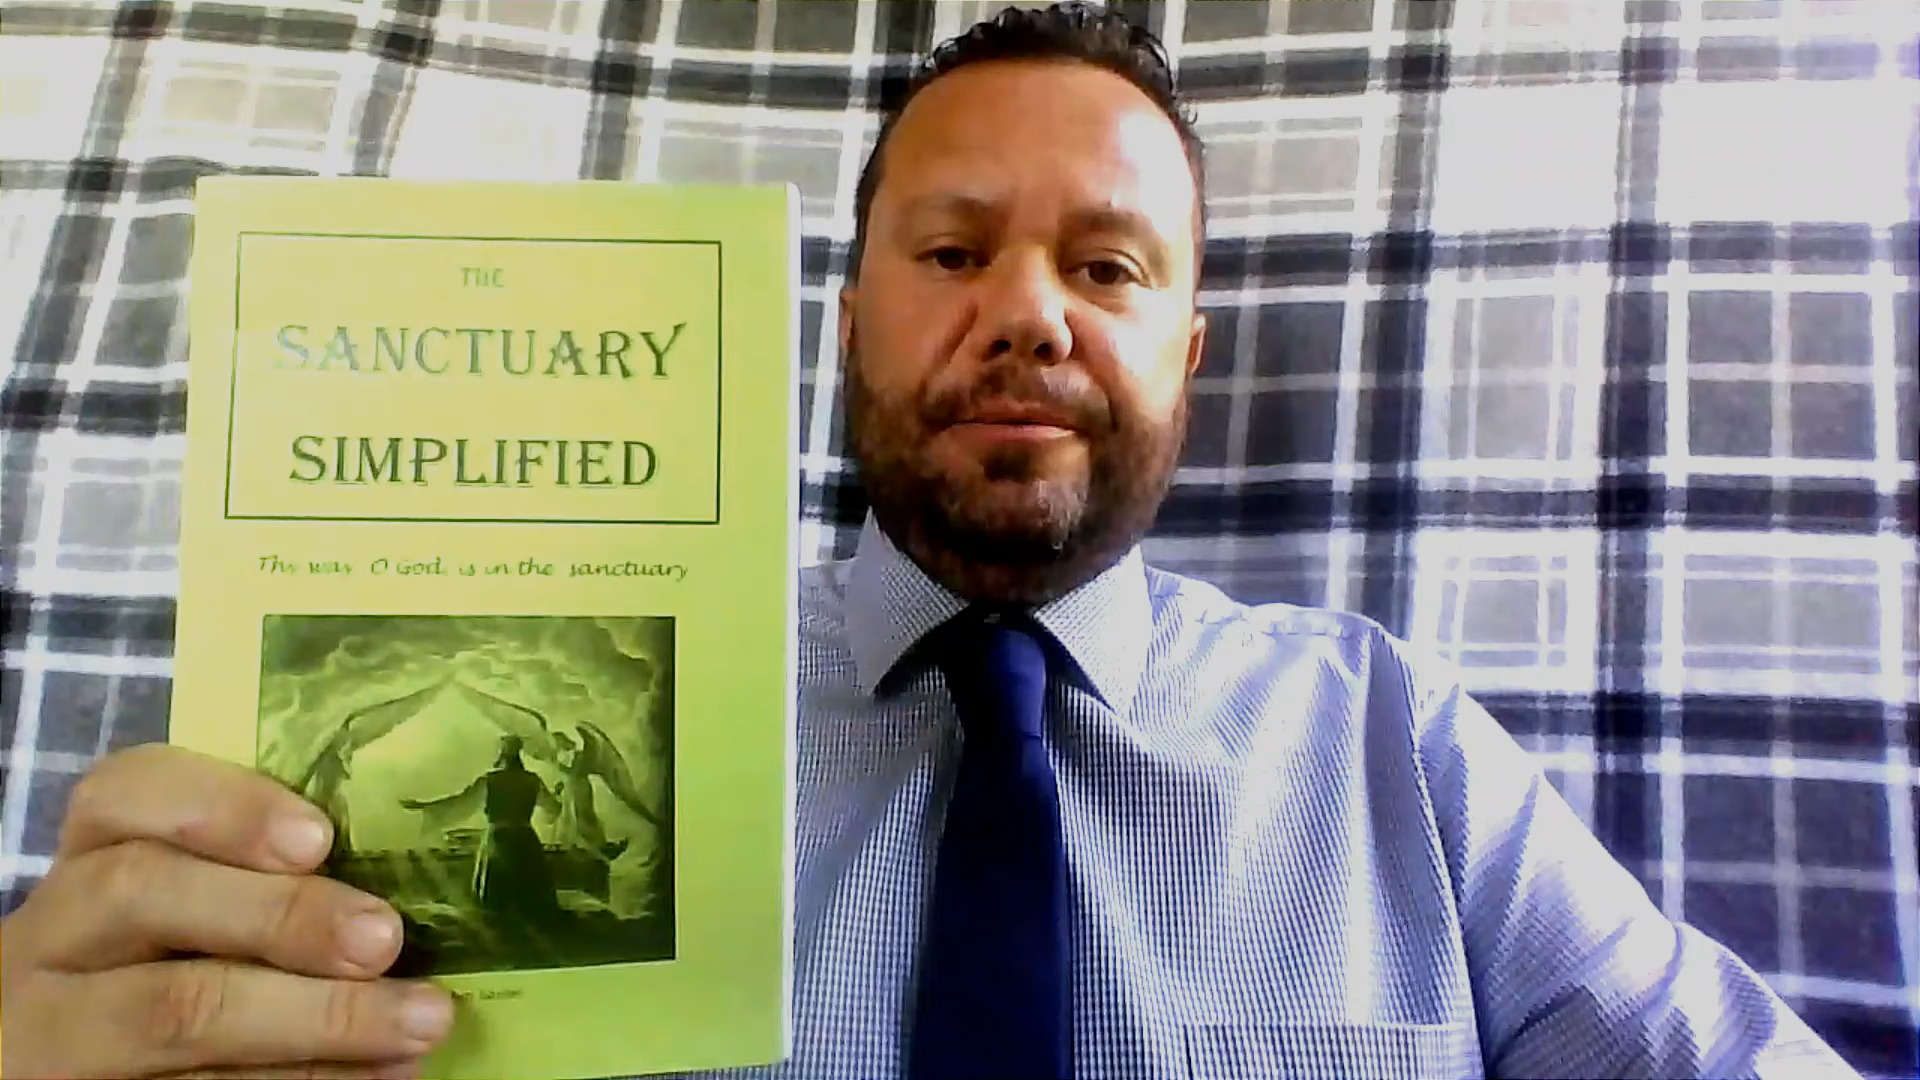 THE
SANCTUARY
SIMPLIFIED
Thy way O God is in the sanctuary